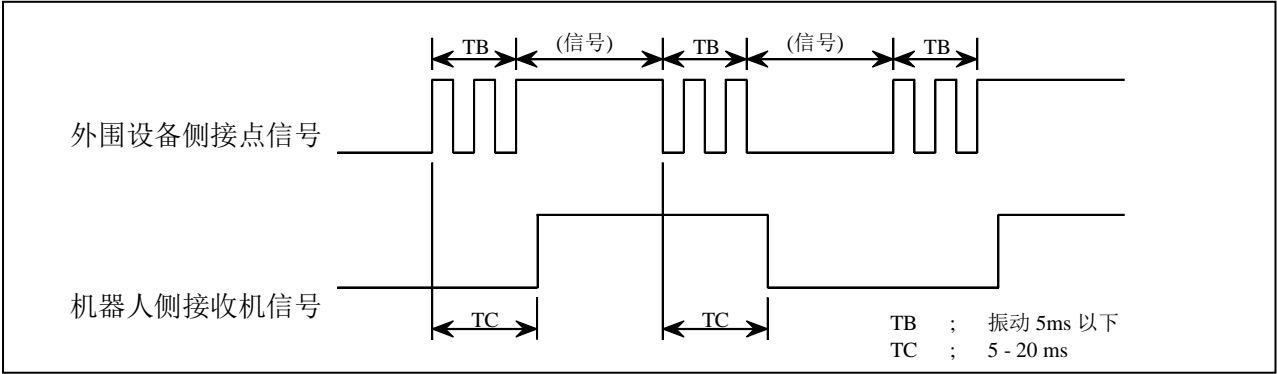 TB (信号) TB (信号) TB
外围设备侧接点信号
机器人侧接收机信号
TC TC
TB ; 振动 5ms 以下
TC ; 5 - 20 ms